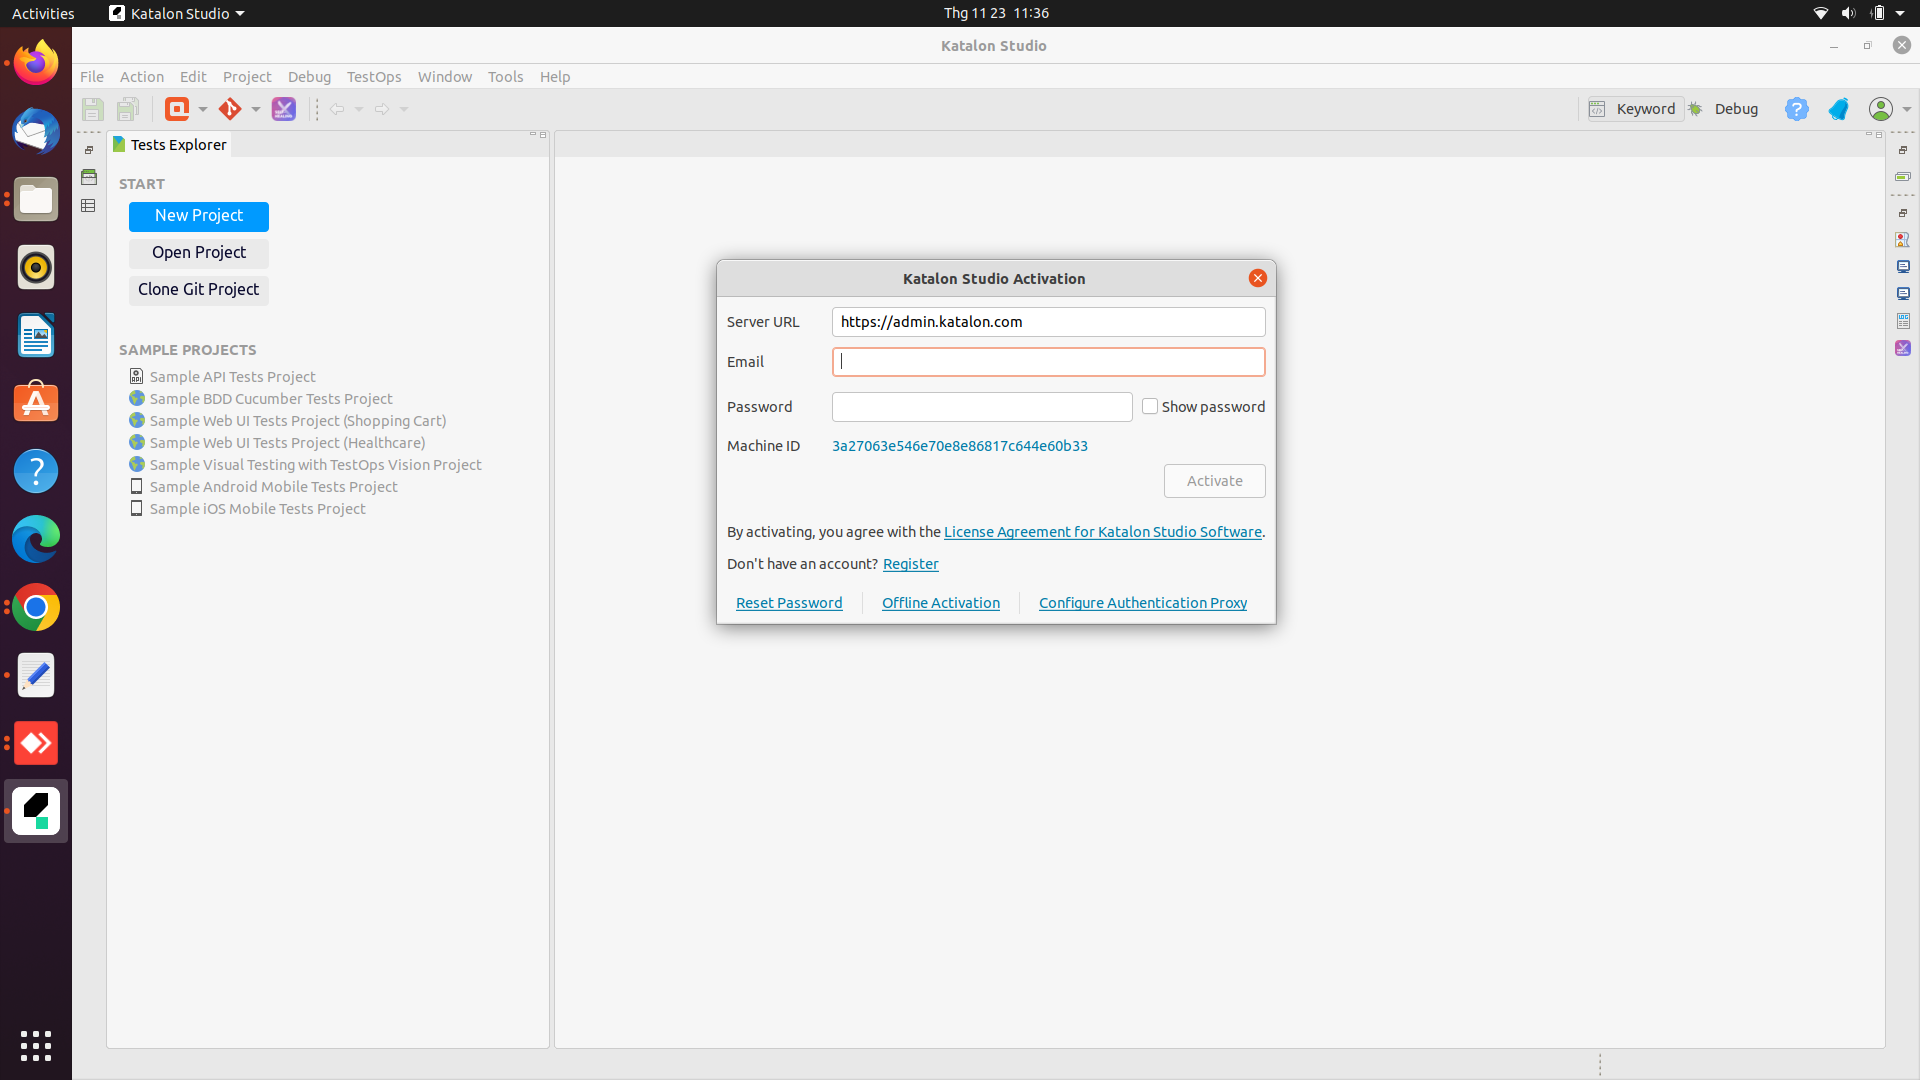 Activities Katalon Studio Thg 11 23 11:36
Katalon Studio
File Action Edit Project Debug TestOps Window Tools Help
Keyword Debug
Tests Explorer
START
New Project
Open Project
Clone Git Project
SAMPLE PROJECTS
Sample API Tests Project
Sample BDD Cucumber Tests Project
Sample Web UI Tests Project (Shopping Cart)
Sample Web UI Tests Project (Healthcare)
Sample Visual Testing with TestOps Vision Project
Sample Android Mobile Tests Project
Sample iOS Mobile Tests Project
Katalon Studio Activation
Server URL https://admin.katalon.com
Email
Password Show password
Machine ID 3a27063e546e70e8e86817c644e60b33
Activate
By activating, you agree with the License Agreement for Katalon Studio Software.
Don't have an account? Register
Reset Password Offline Activation Configure Authentication Proxy